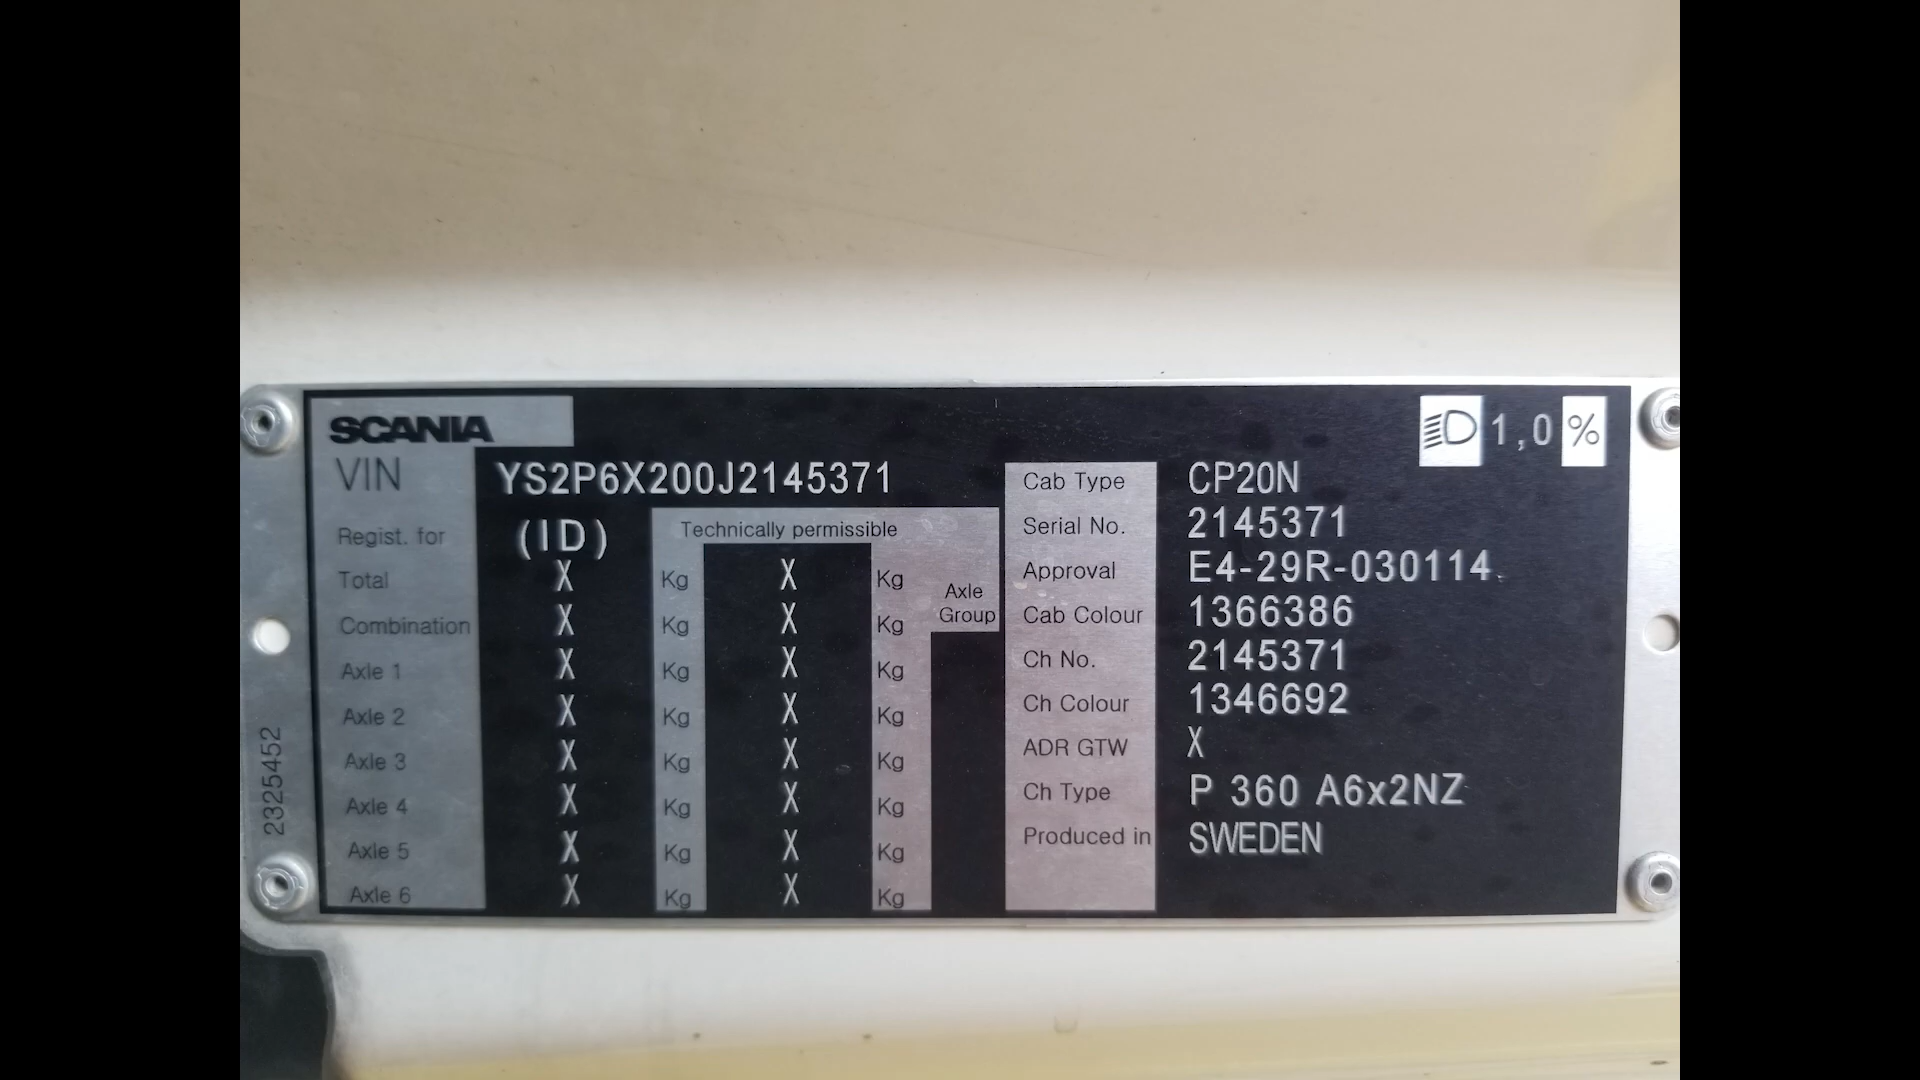 SCANIA
1,0 %
VIN YS2P6X200J2145371
Regist. for (ID) Technically permissible
Total X Kg X Kg
Combination X Kg X Kg Axle Group
Axle 1 X Kg X Kg
Axle 2 X Kg X Kg
Axle 3 X Kg X Kg
Axle 4 X Kg X Kg
Axle 5 X Kg X Kg
Axle 6 X Kg X Kg
Cab Type CP20N
Serial No. 2145371
Approval E4-29R-030114
Cab Colour 1366386
Ch No. 2145371
Ch Colour 1346692
ADR GTW X
Ch Type P 360 A6x2NZ
Produced in SWEDEN
2325452